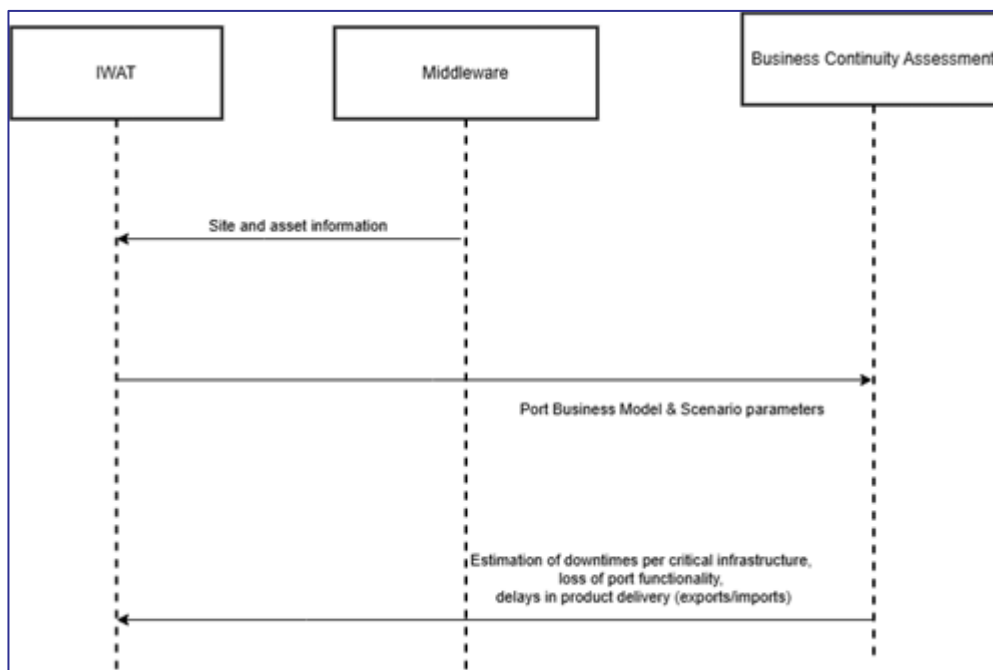 IWAT
Middleware
Business Continuity Assessment
Site and asset information
Port Business Model & Scenario parameters
Estimation of downtimes per critical infrastructure,
loss of port functionality,
delays in product delivery (exports/imports)